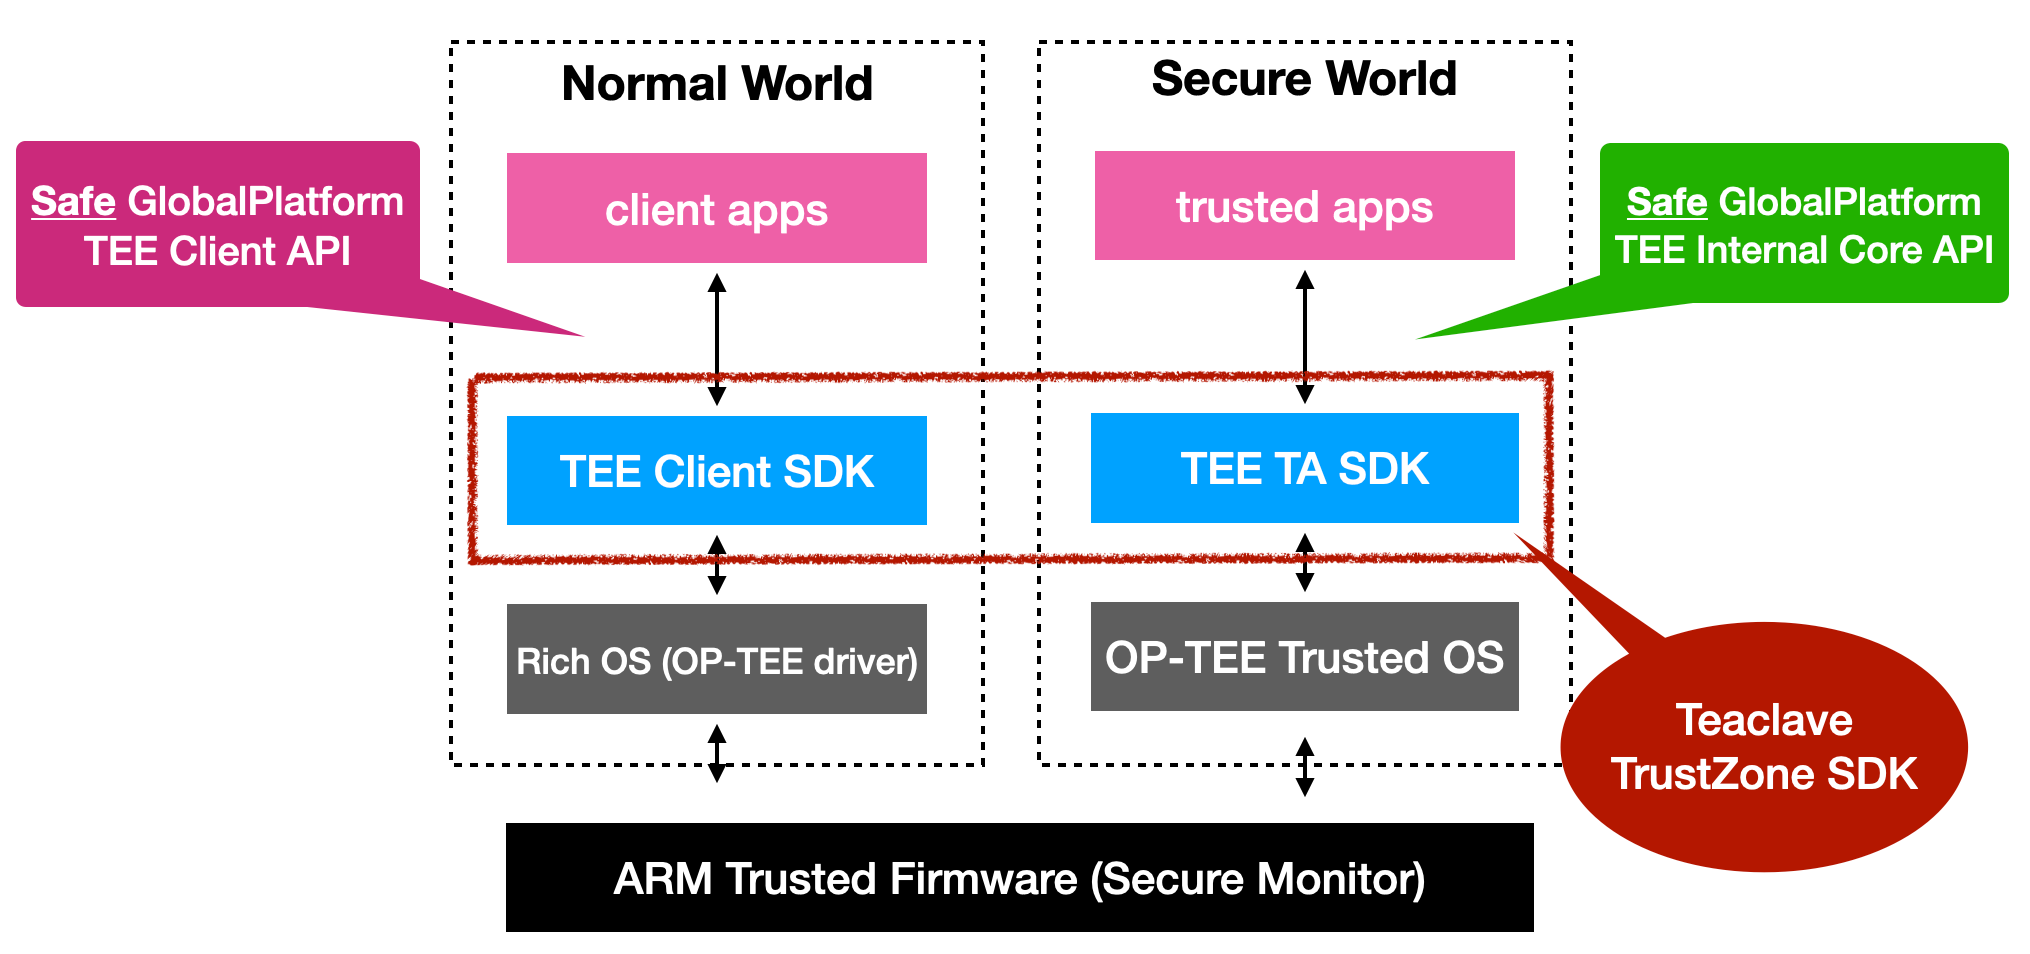 Normal World
Secure World
Safe GlobalPlatform
TEE Client API
client apps
trusted apps
Safe GlobalPlatform
TEE Internal Core API
TEE Client SDK
TEE TA SDK
Rich OS (OP-TEE driver)
OP-TEE Trusted OS
Teaclave
TrustZone SDK
ARM Trusted Firmware (Secure Monitor)